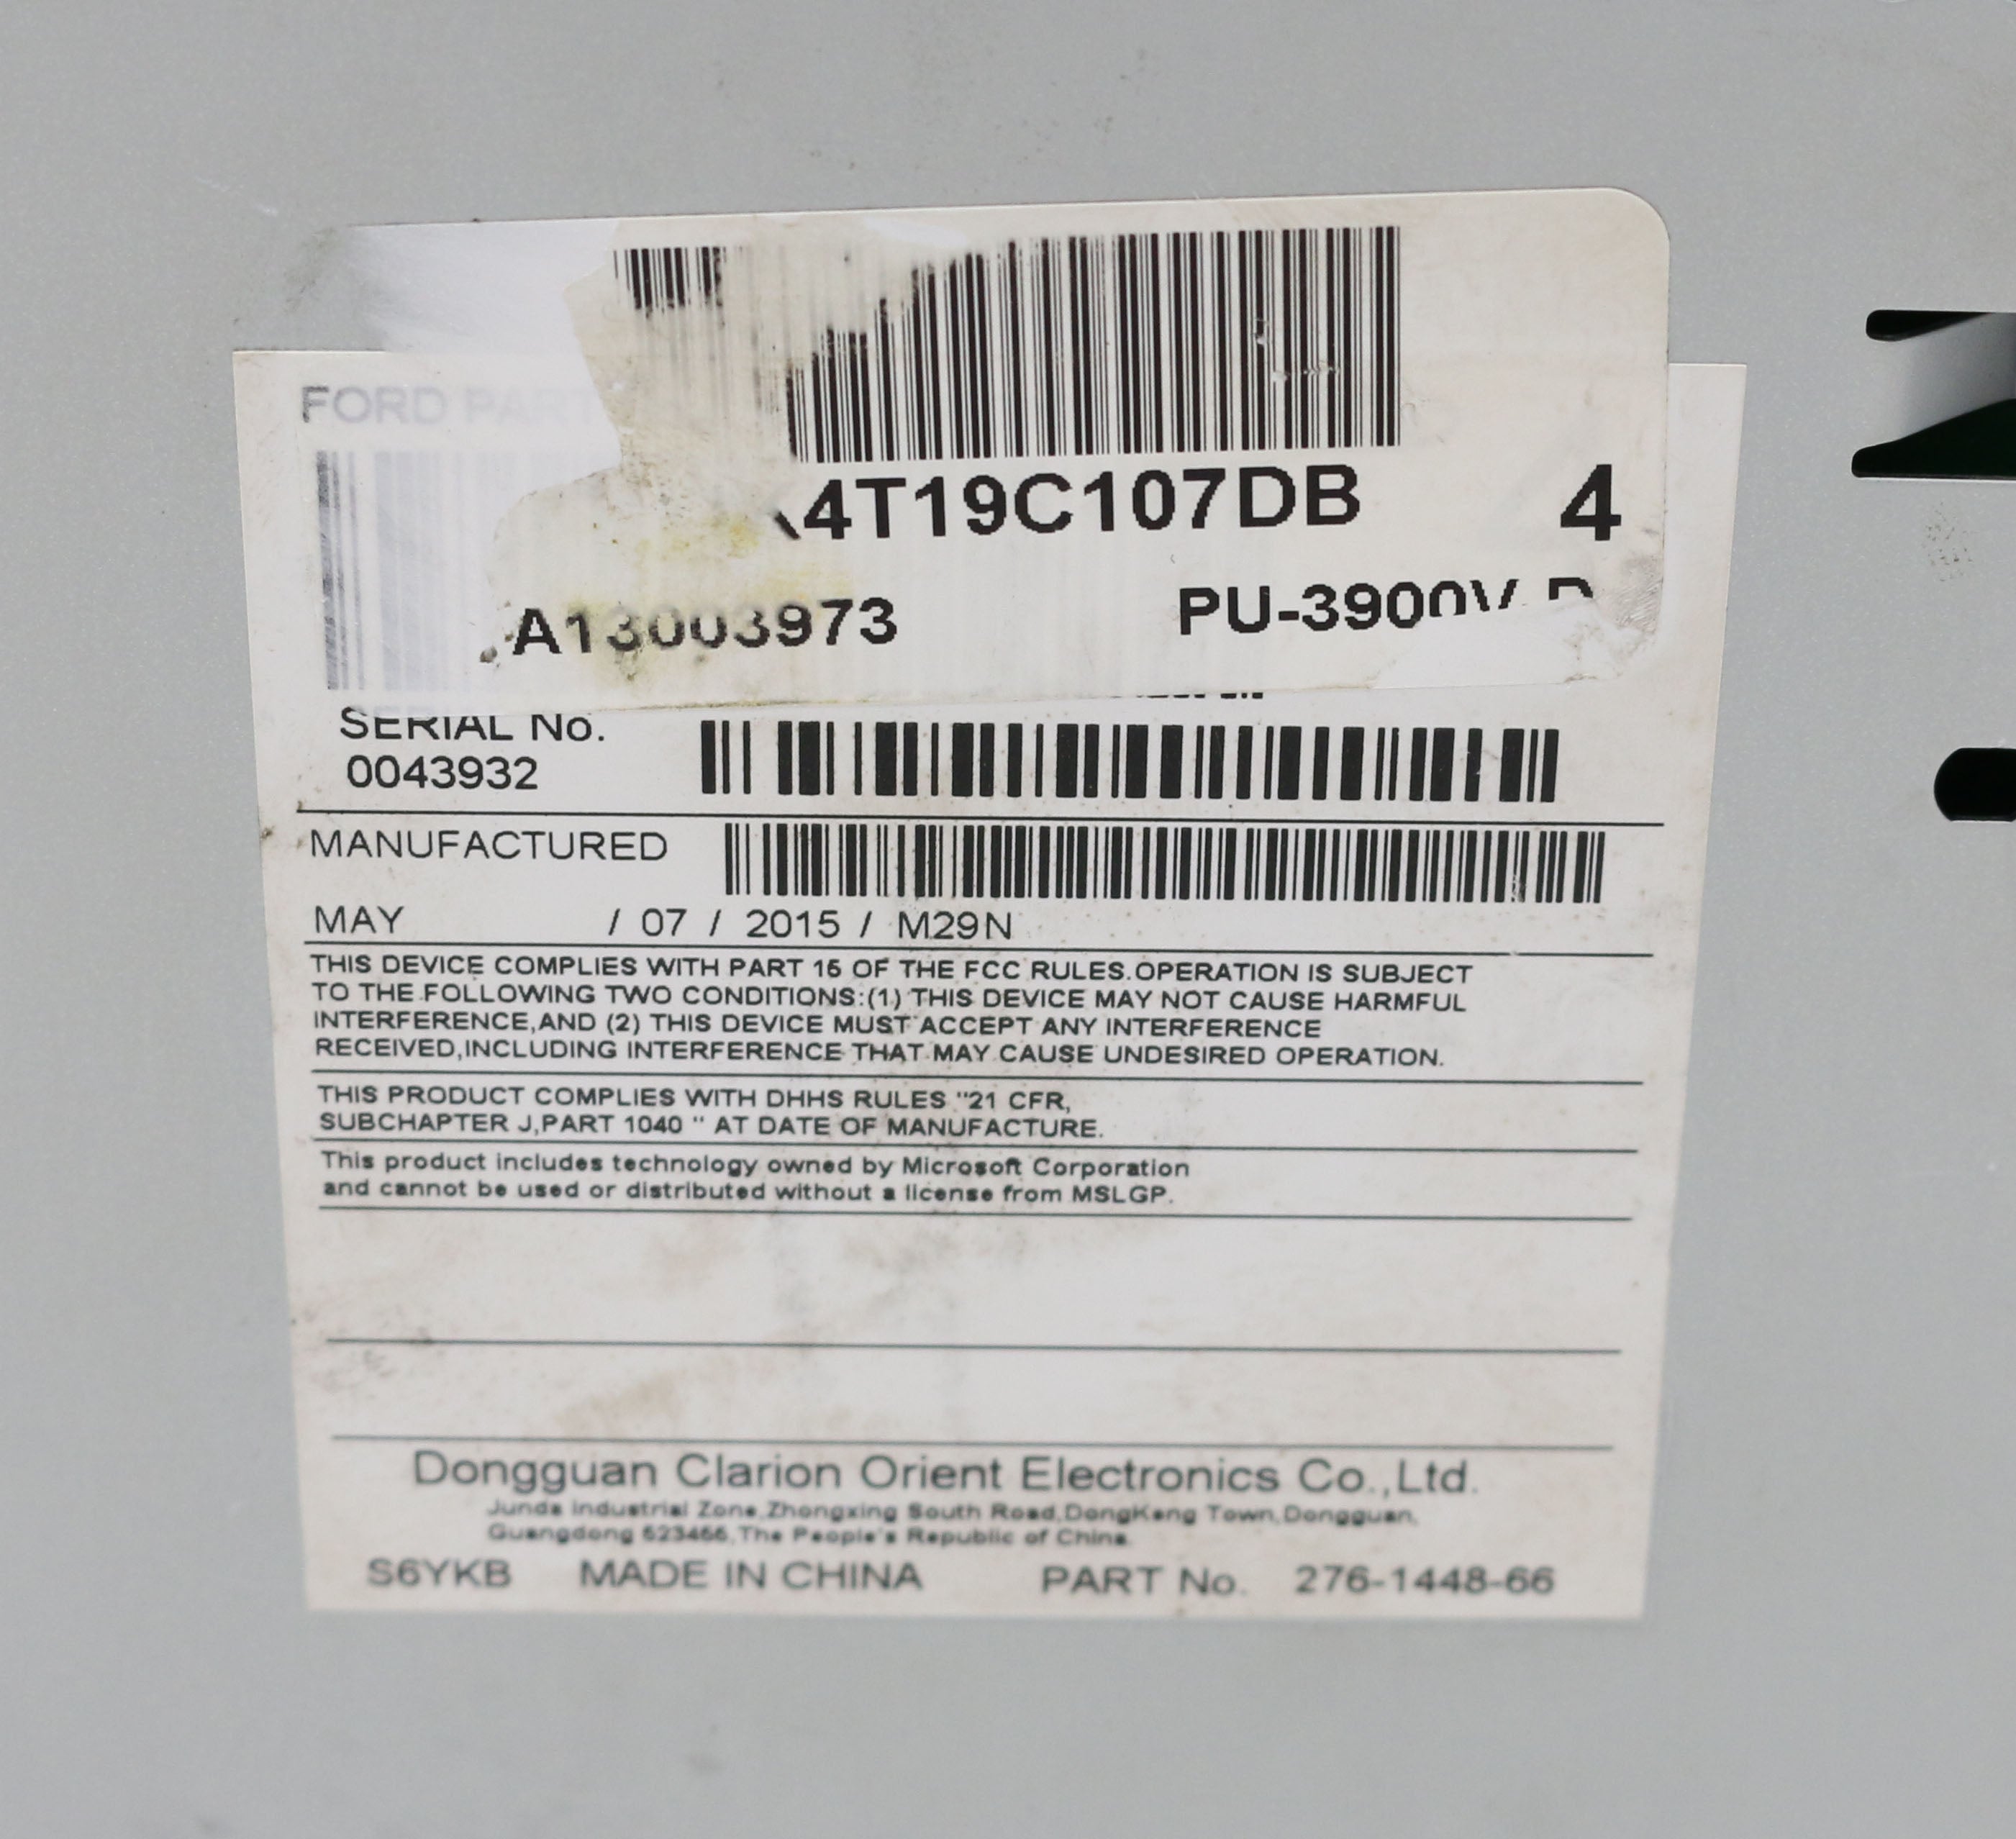 FORD PART
4T19C107DB 4
A13003973 PU-3900V
SERIAL No.
0043932
MANUFACTURED
MAY / 07 / 2015 / M29N
THIS DEVICE COMPLIES WITH PART 15 OF THE FCC RULES.OPERATION IS SUBJECT
TO THE FOLLOWING TWO CONDITIONS:(1) THIS DEVICE MAY NOT CAUSE HARMFUL
INTERFERENCE,AND (2) THIS DEVICE MUST ACCEPT ANY INTERFERENCE
RECEIVED,INCLUDING INTERFERENCE THAT MAY CAUSE UNDESIRED OPERATION.
THIS PRODUCT COMPLIES WITH DHHS RULES "21 CFR,
SUBCHAPTER J,PART 1040 " AT DATE OF MANUFACTURE.
This product includes technology owned by Microsoft Corporation
and cannot be used or distributed without a license from MSLGP.
Dongguan Clarion Orient Electronics Co.,Ltd.
Junda Industrial Zone,Zhongxing South Road,DongKeng Town,Dongguan,
Guangdong 523466,The People's Republic of China.
S6YKB MADE IN CHINA PART No. 276-1448-66